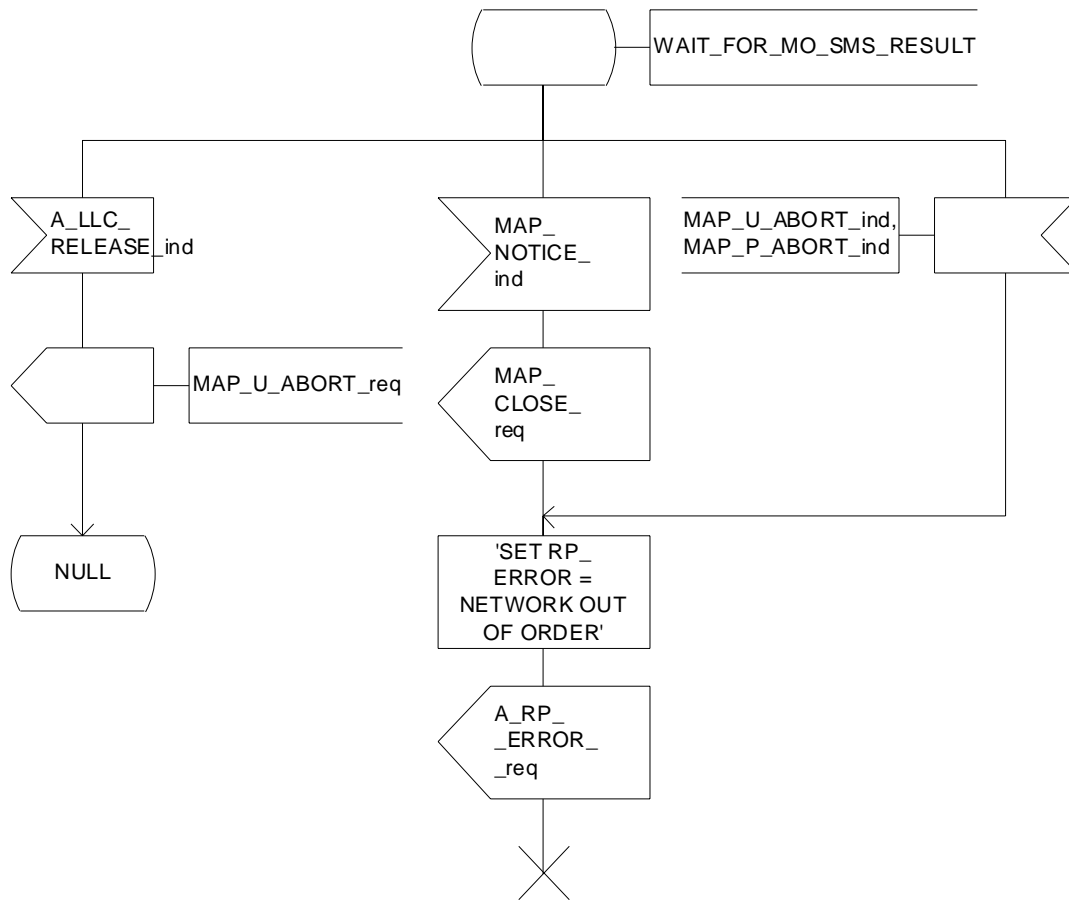 WAIT_FOR_MO_SMS_RESULT
A_LLC_
RELEASE_ind
MAP_
NOTICE_
ind
MAP_U_ABORT_ind,
MAP_P_ABORT_ind
MAP_U_ABORT_req
MAP_
CLOSE_
req
NULL
'SET RP_
ERROR =
NETWORK OUT
OF ORDER'
A_RP_
_ERROR_
_req